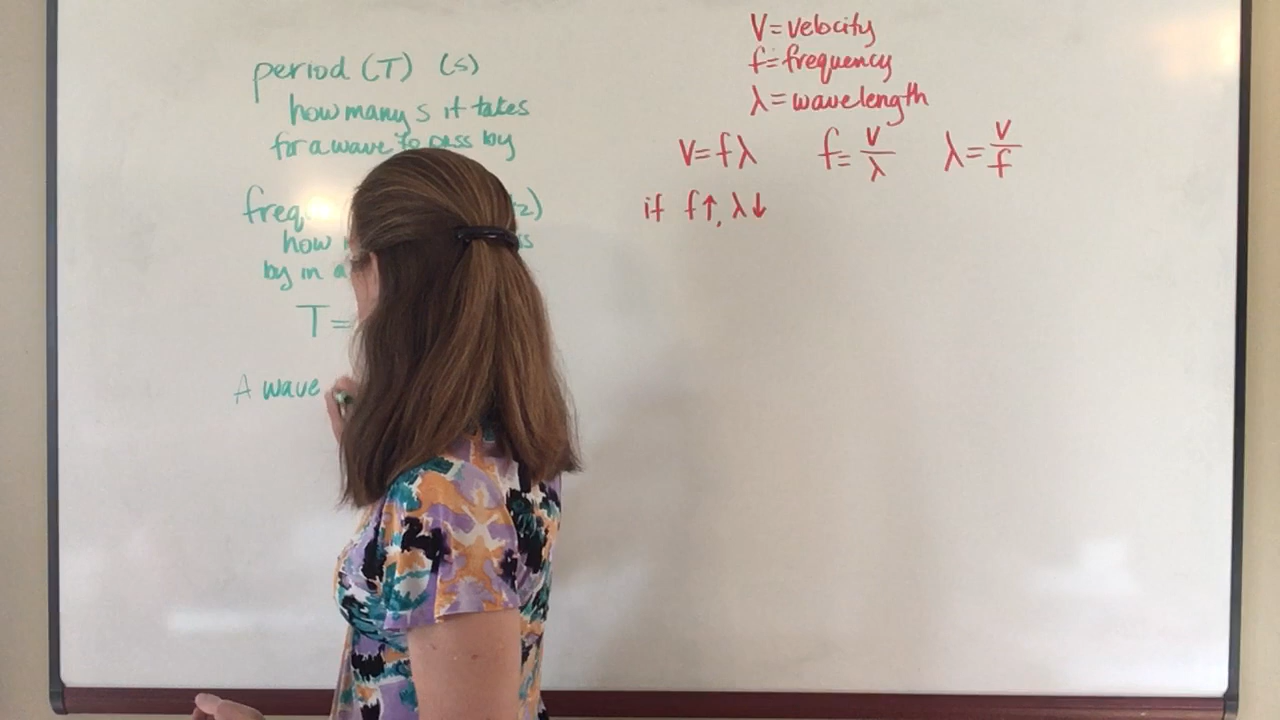 period (T) (s)
how many s it takes
for a wave to pass by
freq
how
by in a
T=
A wave
V=velocity
f=frequency
λ=wavelength
V=fλ f=v/λ λ=v/f
if f↑, λ↓